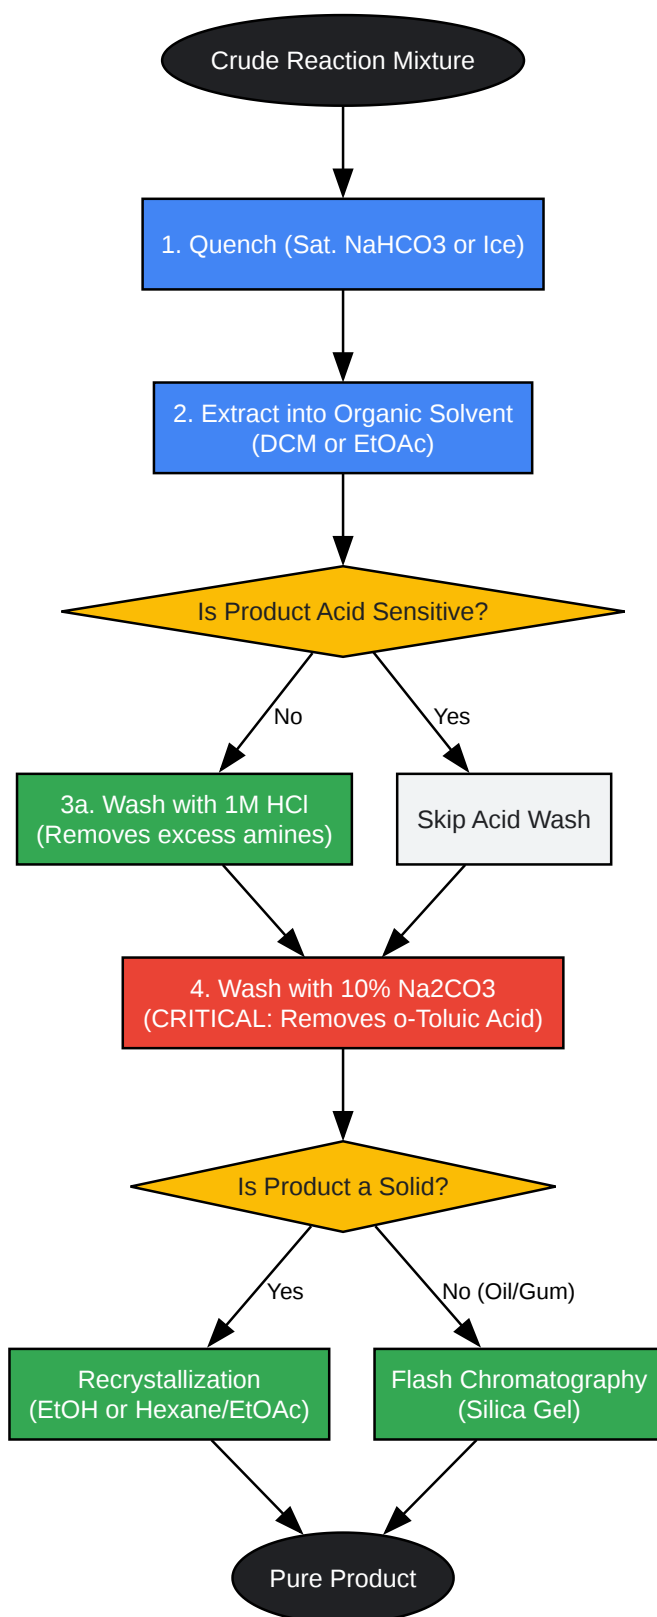 Crude Reaction Mixture
1. Quench (Sat. NaHCO3 or Ice)
2. Extract into Organic Solvent
(DCM or EtOAc)
Is Product Acid Sensitive?
No
Yes
3a. Wash with 1M HCl
(Removes excess amines)
Skip Acid Wash
4. Wash with 10% Na2CO3
(CRITICAL: Removes o-Toluic Acid)
Is Product a Solid?
Yes
No (Oil/Gum)
Recrystallization
(EtOH or Hexane/EtOAc)
Flash Chromatography
(Silica Gel)
Pure Product